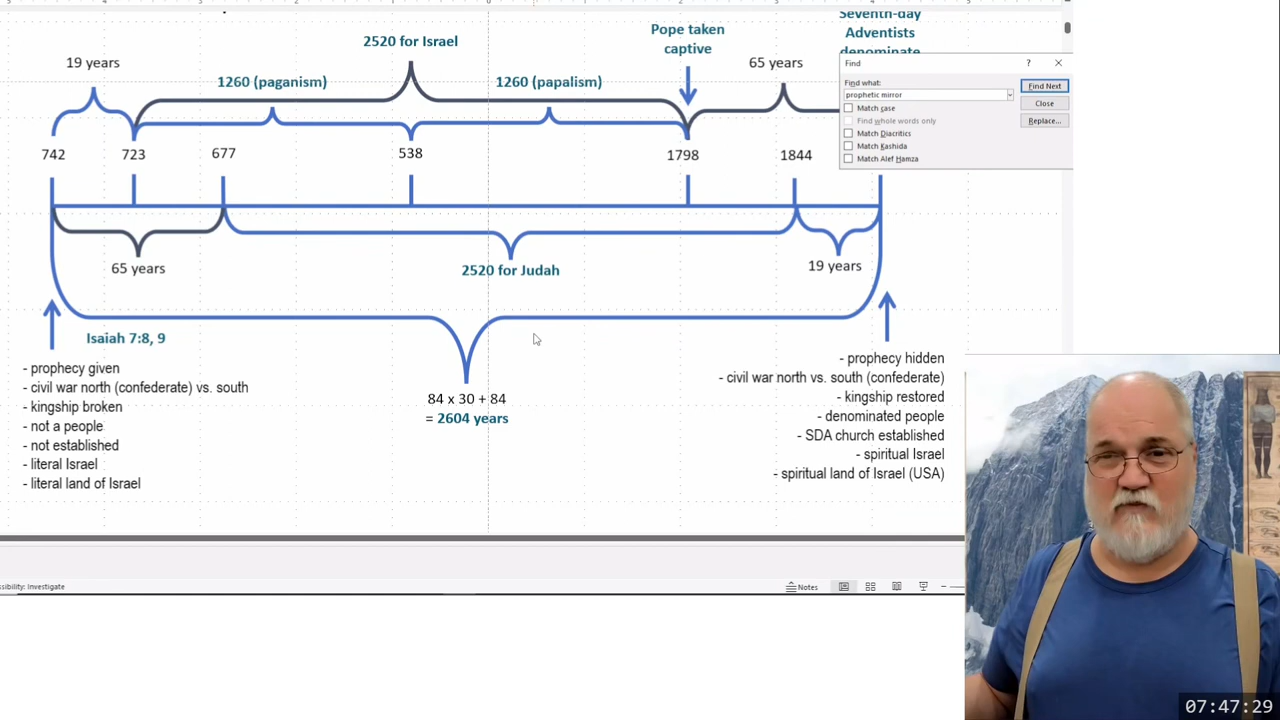 Seventh-day
Adventists
denominate
Pope taken
captive
2520 for Israel
19 years
65 years
1260 (paganism)
1260 (papalism)
742
723
677
538
1798
1844
65 years
2520 for Judah
19 years
Isaiah 7:8, 9
- prophecy given
- civil war north (confederate) vs. south
- kingship broken
- not a people
- not established
- literal Israel
- literal land of Israel
84 x 30 + 84
= 2604 years
- prophecy hidden
- civil war north vs. south (confederate)
- kingship restored
- denominated people
- SDA church established
- spiritual Israel
- spiritual land of Israel (USA)
Find
?
Find what:
prophetic mirror
Match case
Find whole words only
Match Diacritics
Match Kashida
Match Alef Hamza
Find Next
Close
Replace...
ssibility: Investigate
Notes
07:47:29